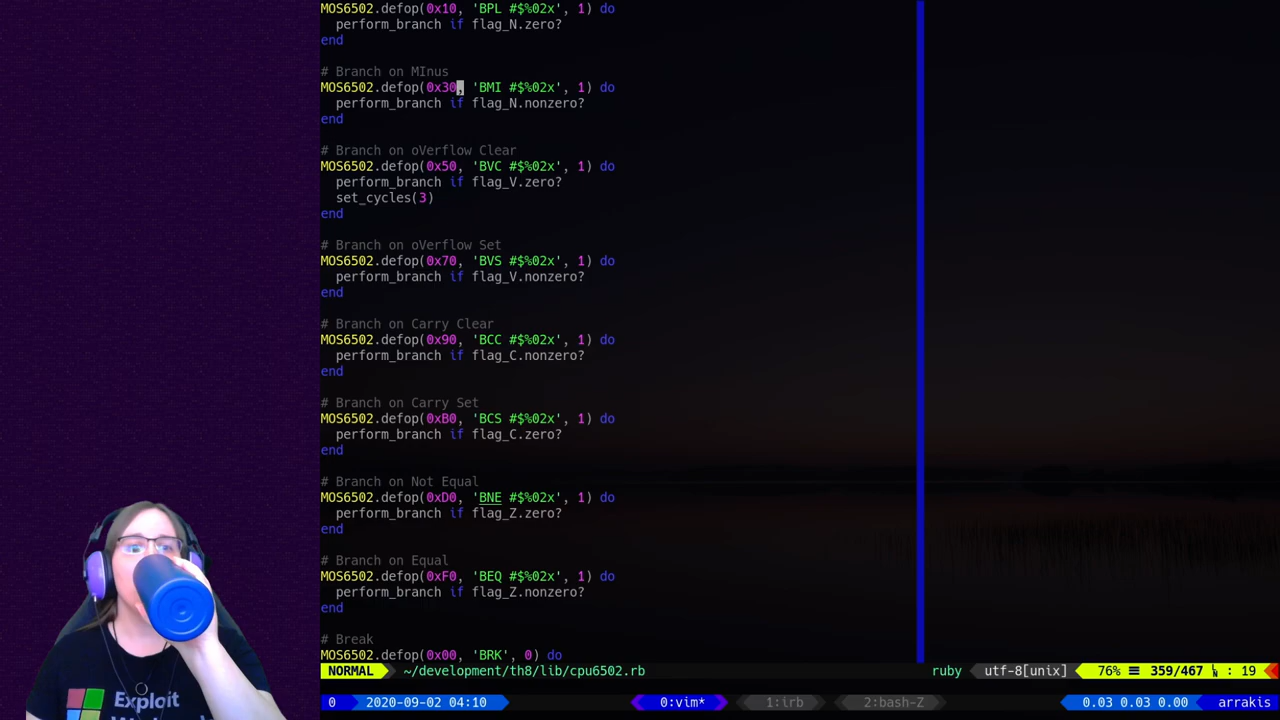 MOS6502.defop(0x10, 'BPL #$%02x', 1) do
  perform_branch if flag_N.zero?
end
# Branch on MInus
MOS6502.defop(0x30, 'BMI #$%02x', 1) do
  perform_branch if flag_N.nonzero?
end
# Branch on oVerflow Clear
MOS6502.defop(0x50, 'BVC #$%02x', 1) do
  perform_branch if flag_V.zero?
  set_cycles(3)
end
# Branch on oVerflow Set
MOS6502.defop(0x70, 'BVS #$%02x', 1) do
  perform_branch if flag_V.nonzero?
end
# Branch on Carry Clear
MOS6502.defop(0x90, 'BCC #$%02x', 1) do
  perform_branch if flag_C.nonzero?
end
# Branch on Carry Set
MOS6502.defop(0xB0, 'BCS #$%02x', 1) do
  perform_branch if flag_C.zero?
end
# Branch on Not Equal
MOS6502.defop(0xD0, 'BNE #$%02x', 1) do
  perform_branch if flag_Z.zero?
end
# Branch on Equal
MOS6502.defop(0xF0, 'BEQ #$%02x', 1) do
  perform_branch if flag_Z.nonzero?
end
# Break
MOS6502.defop(0x00, 'BRK', 0) do
NORMAL ~/development/th8/lib/cpu6502.rb ruby utf-8[unix] 76% 359/467 : 19
0 2020-09-02 04:10 0:vim* 1:irb 2:bash-Z 0.03 0.03 0.00 arrakis
Exploit